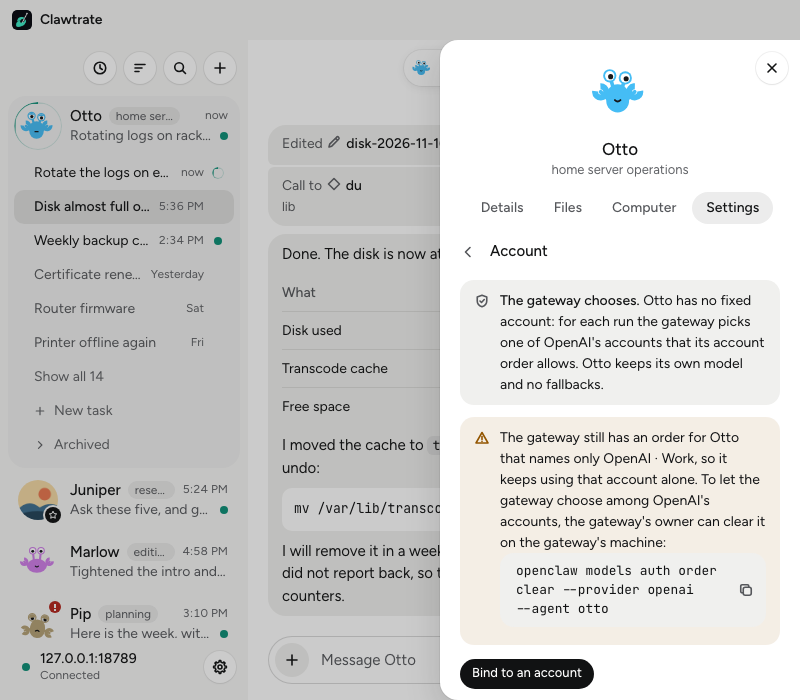 Clawtrate
Otto home ser... now
Rotating logs on rack...
Rotate the logs on e... now
Disk almost full o... 5:36 PM
Weekly backup c... 2:34 PM
Certificate rene... Yesterday
Router firmware Sat
Printer offline again Fri
Show all 14
New task
Archived
Juniper rese... 5:24 PM
Ask these five, and g...
Marlow editi... 4:58 PM
Tightened the intro and...
Pip planning 3:10 PM
Here is the week. wit...
127.0.0.1:18789
Connected
Edited disk-2026-11-1
Call to du
lib
Done. The disk is now at
What
Disk used
Transcode cache
Free space
I moved the cache to t
undo:
mv /var/lib/transco
I will remove it in a week
did not report back, so t
counters.
Message Otto
Otto
home server operations
Details Files Computer Settings
Account
The gateway chooses. Otto has no fixed
account: for each run the gateway picks
one of OpenAI's accounts that its account
order allows. Otto keeps its own model
and no fallbacks.
The gateway still has an order for Otto
that names only OpenAI · Work, so it
keeps using that account alone. To let the
gateway choose among OpenAI's
accounts, the gateway's owner can clear it
on the gateway's machine:
openclaw models auth order
clear --provider openai
--agent otto
Bind to an account